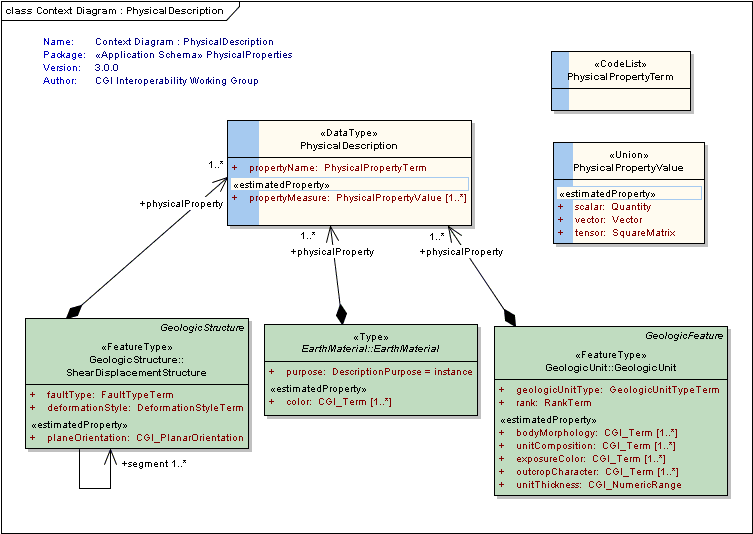 class Context Diagram : PhysicalDescription
Name: Context Diagram : PhysicalDescription
Package: «Application Schema» PhysicalProperties
Version: 3.0.0
Author: CGI Interoperability Working Group
«CodeList»
PhysicalPropertyTerm
«DataType»
PhysicalDescription
+ propertyName: PhysicalPropertyTerm
«estimatedProperty»
+ propertyMeasure: PhysicalPropertyValue [1..*]
«Union»
PhysicalPropertyValue
«estimatedProperty»
+ scalar: Quantity
+ vector: Vector
+ tensor: SquareMatrix
1..*
+physicalProperty
1..*
+physicalProperty
1..*
+physicalProperty
GeologicStructure
«FeatureType»
GeologicStructure::
ShearDisplacementStructure
+ faultType: FaultTypeTerm
+ deformationStyle: DeformationStyleTerm
«estimatedProperty»
+ planeOrientation: CGI_PlanarOrientation
+segment 1..*
«Type»
EarthMaterial::EarthMaterial
+ purpose: DescriptionPurpose = instance
«estimatedProperty»
+ color: CGI_Term [1..*]
GeologicFeature
«FeatureType»
GeologicUnit::GeologicUnit
+ geologicUnitType: GeologicUnitTypeTerm
+ rank: RankTerm
«estimatedProperty»
+ bodyMorphology: CGI_Term [1..*]
+ unitComposition: CGI_Term [1..*]
+ exposureColor: CGI_Term [1..*]
+ outcropCharacter: CGI_Term [1..*]
+ unitThickness: CGI_NumericRange